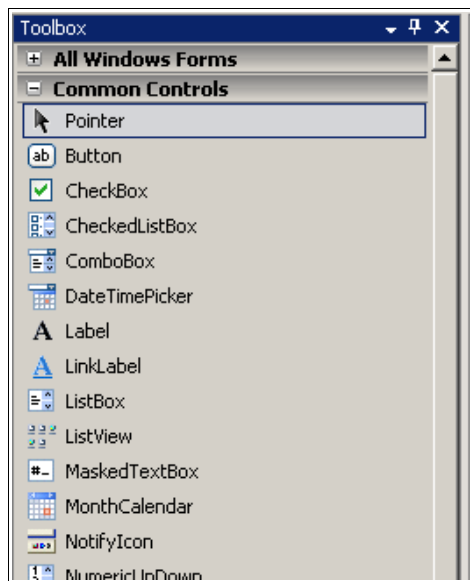 Toolbox
All Windows Forms
Common Controls
Pointer
ab Button
CheckBox
CheckedListBox
ComboBox
DateTimePicker
A Label
A LinkLabel
ListBox
ListView
#_ MaskedTextBox
MonthCalendar
NotifyIcon
NumericUpDown